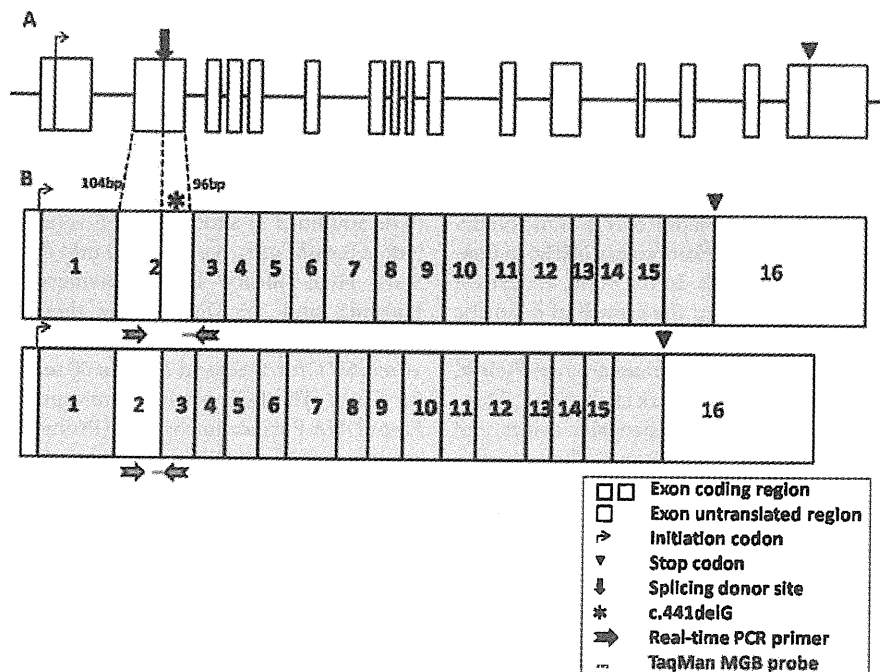 A
104bp
96bp
B
1 2 3 4 5 6 7 8 9 10 11 12 13 14 15 16
1 2 3 4 5 6 7 8 9 10 11 12 13 14 15 16
Exon coding region
Exon untranslated region
Initiation codon
Stop codon
Splicing donor site
c.441delG
Real-time PCR primer
TaqMan MGB probe